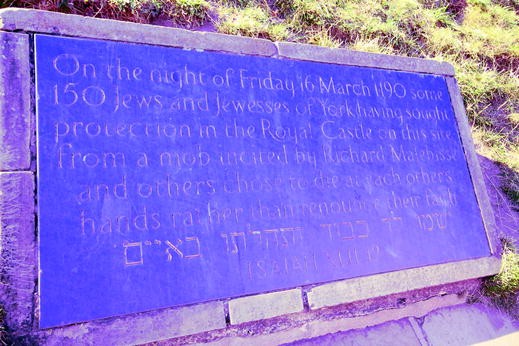 On the night of Friday 16 March 1190 some
150 Jews and Jewesses of York having sought
protection in the Royal Castle on this site
from a mob incited by Richard Malebisse
and others chose to die at each others
hands rather than renounce their faith
כבוד ותהלתו באיים
ISAIAH XLII 12